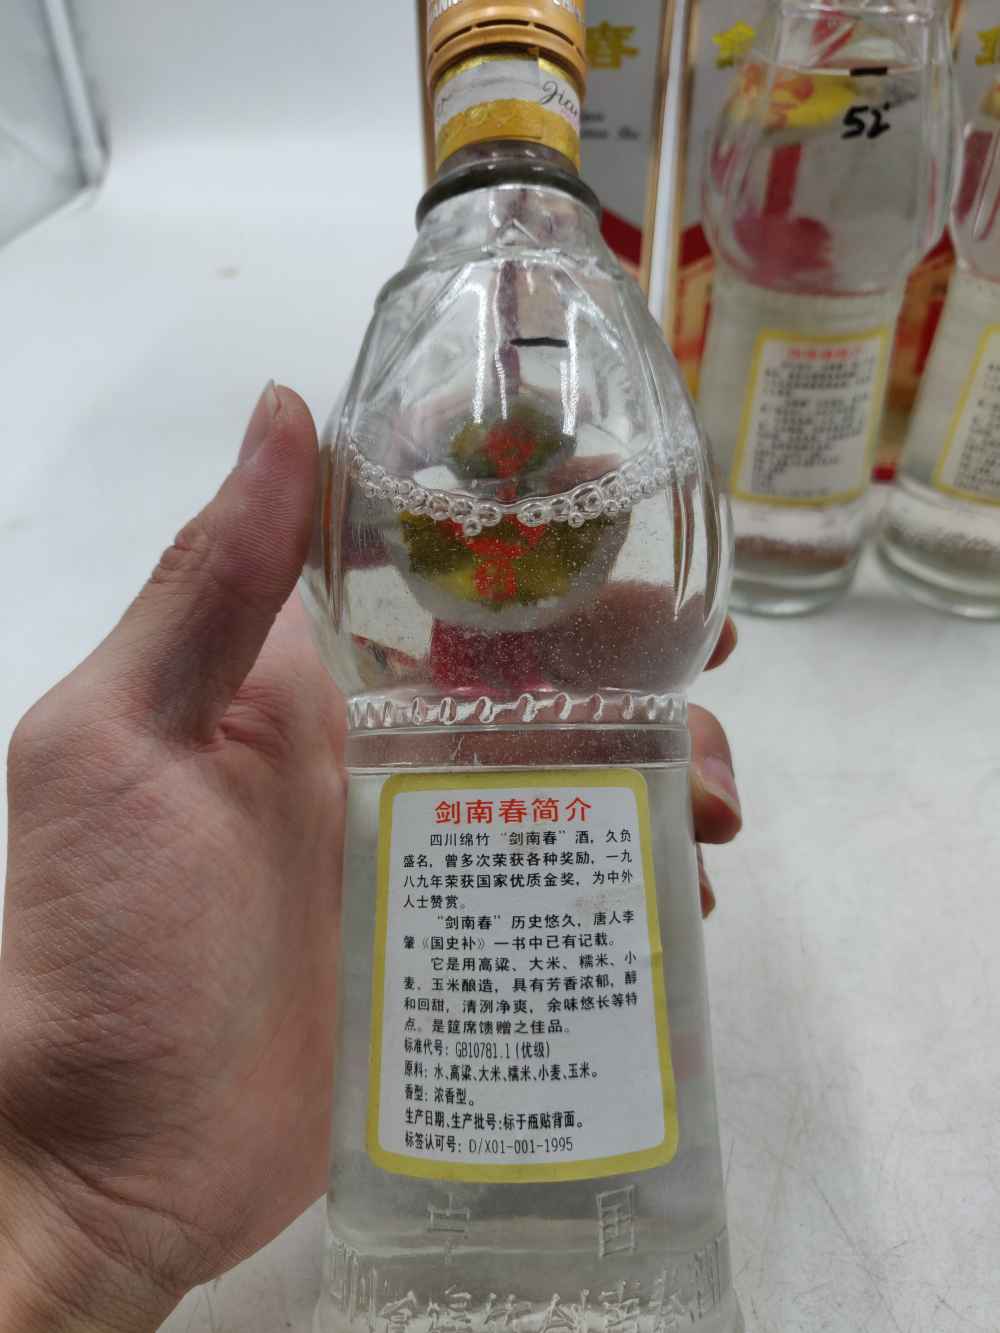 春
Jian
52°
剑南春简介
四川绵竹“剑南春”酒，久负
盛名，曾多次荣获各种奖励，一九
八九年荣获国家优质金奖，为中外
人士赞赏。
“剑南春”历史悠久，唐人李
肇《国史补》一书中已有记载。
它是用高粱、大米、糯米、小
麦、玉米酿造，具有芳香浓郁，醇
和回甜，清洌净爽，余味悠长等特
点。是筵席馈赠之佳品。
标准代号：GB10781.1(优级)
原料：水、高粱、大米、糯米、小麦、玉米。
香型：浓香型。
生产日期、生产批号:标于瓶贴背面。
标签认可号：D/X01-001-1995
中国